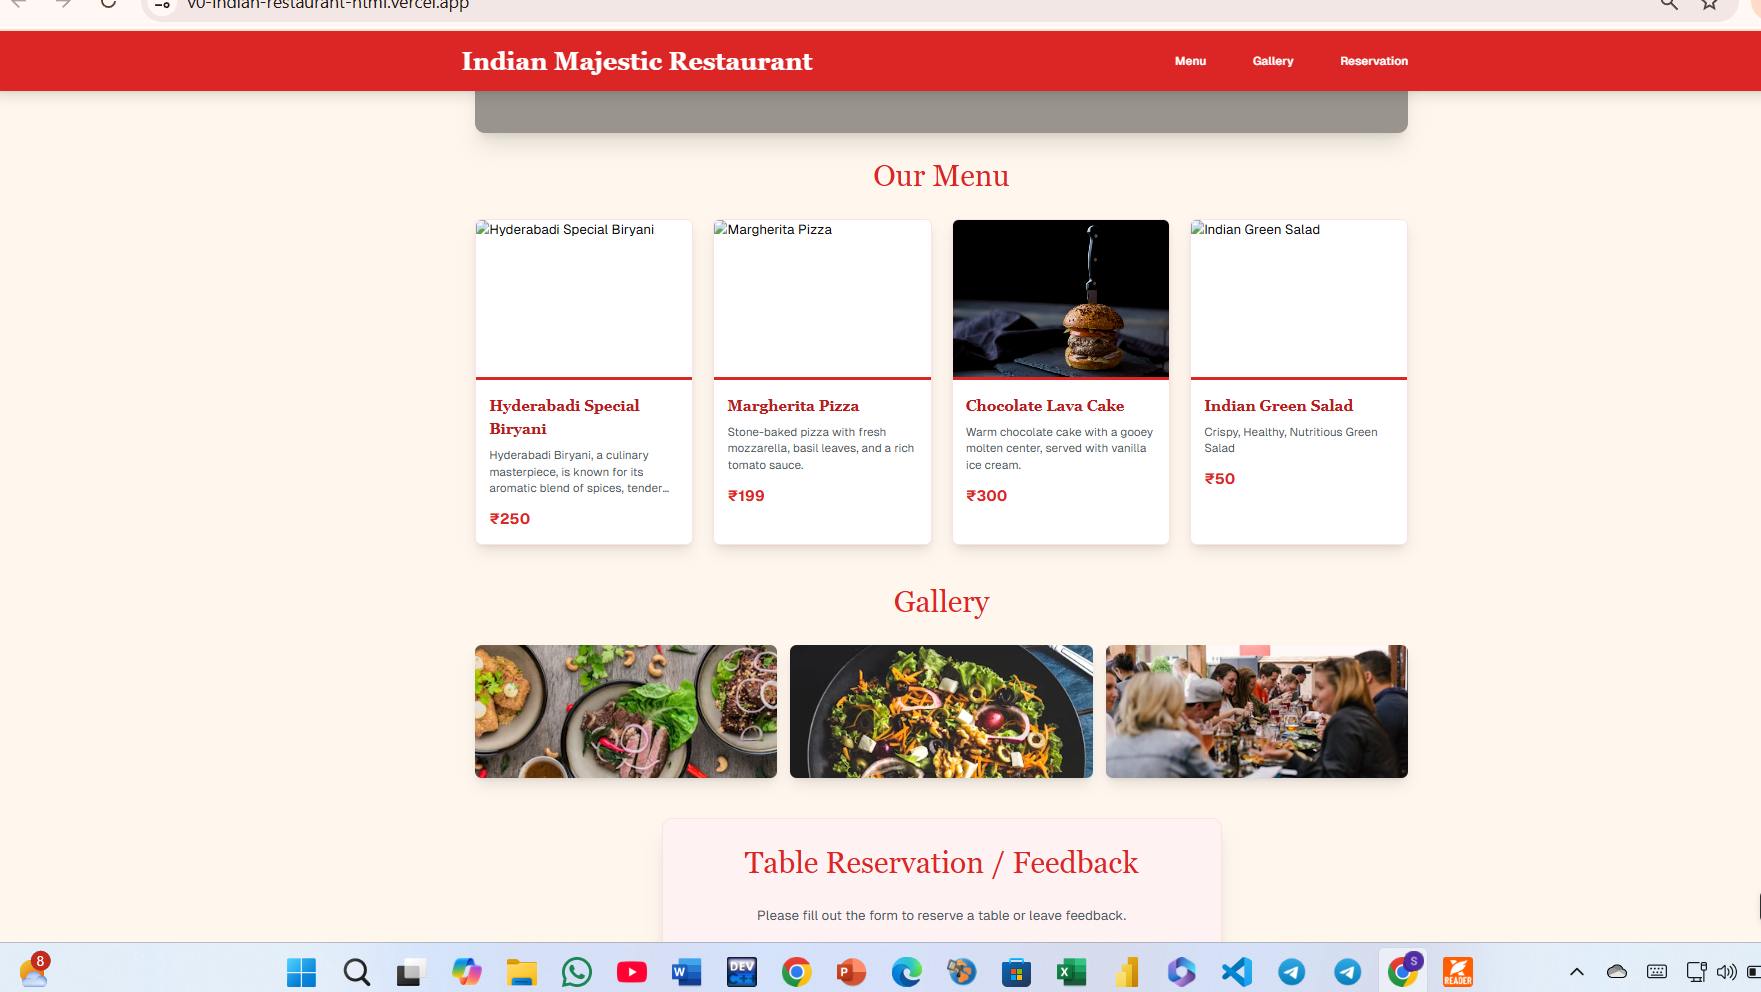 v0-indian-restaurant-html.vercel.app
Indian Majestic Restaurant
Menu
Gallery
Reservation
Our Menu
Hyderabadi Special Biryani
Margherita Pizza
Indian Green Salad
Hyderabadi Special
Biryani
Hyderabadi Biryani, a culinary
masterpiece, is known for its
aromatic blend of spices, tender...
₹250
Margherita Pizza
Stone-baked pizza with fresh
mozzarella, basil leaves, and a rich
tomato sauce.
₹199
Chocolate Lava Cake
Warm chocolate cake with a gooey
molten center, served with vanilla
ice cream.
₹300
Indian Green Salad
Crispy, Healthy, Nutritious Green
Salad
₹50
Gallery
Table Reservation / Feedback
Please fill out the form to reserve a table or leave feedback.
8
W
DEV
C++
P
X
S
READER